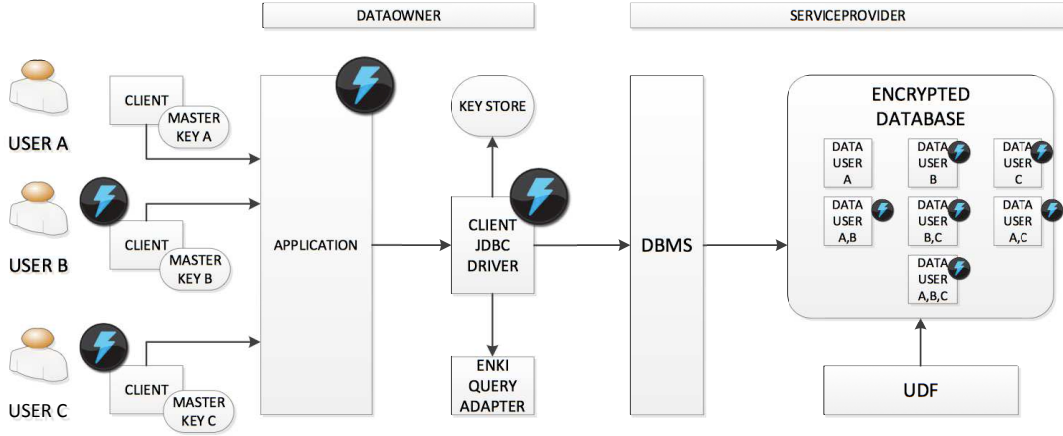 DATAOWNER
SERVICEPROVIDER
USER A
CLIENT
MASTER
KEY A
USER B
CLIENT
MASTER
KEY B
USER C
CLIENT
MASTER
KEY C
APPLICATION
KEY STORE
CLIENT
JDBC
DRIVER
ENKI
QUERY
ADAPTER
DBMS
ENCRYPTED
DATABASE
DATA
USER
A
DATA
USER
B
DATA
USER
C
DATA
USER
A,B
DATA
USER
B,C
DATA
USER
A,C
DATA
USER
A,B,C
UDF